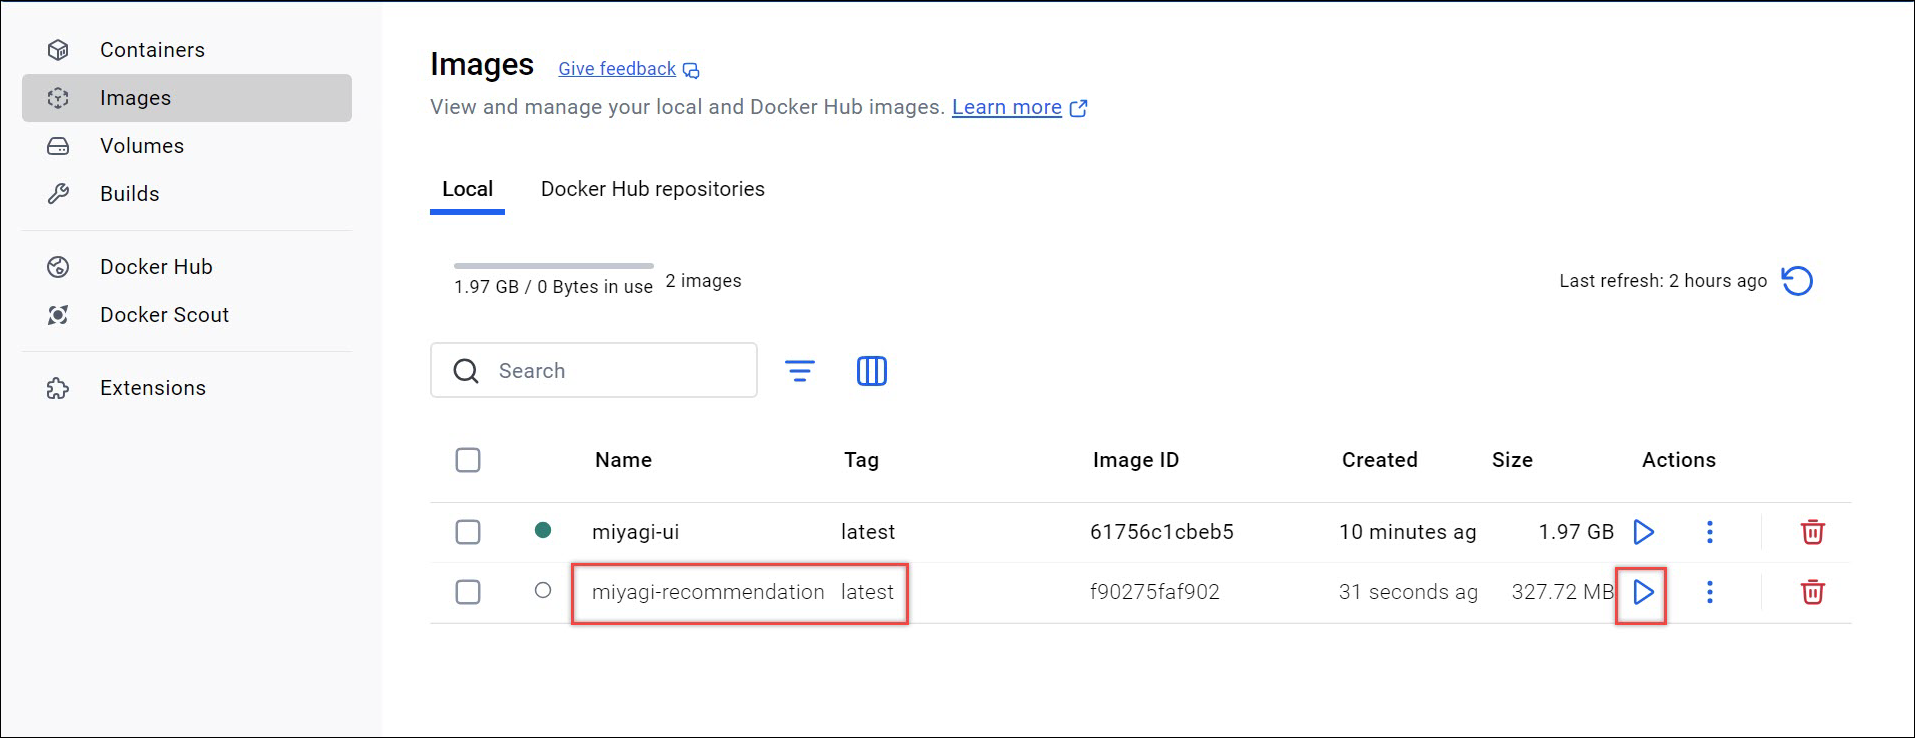 Containers
Images
Volumes
Builds
Docker Hub
Docker Scout
Extensions
Images Give feedback
View and manage your local and Docker Hub images. Learn more
Local Docker Hub repositories
1.97 GB / 0 Bytes in use 2 images Last refresh: 2 hours ago
Search
Name Tag Image ID Created Size Actions
miyagi-ui latest 61756c1cbeb5 10 minutes ag 1.97 GB
miyagi-recommendation latest f90275faf902 31 seconds ag 327.72 MB